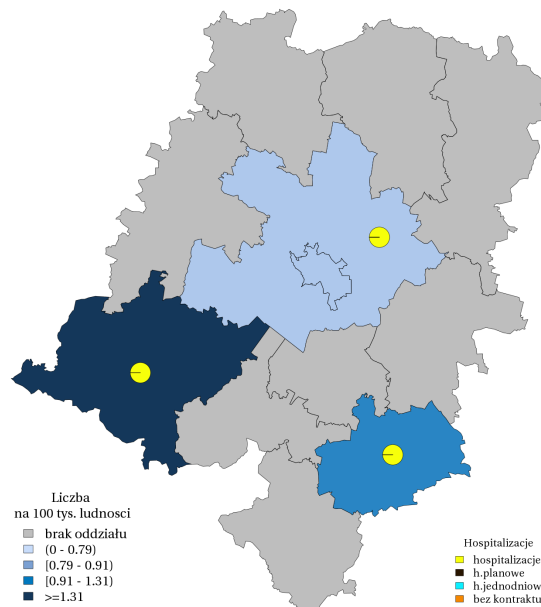 Liczba
na 100 tys. ludnosci
brak oddziału
(0 - 0.79)
[0.79 - 0.91)
[0.91 - 1.31)
>=1.31
Hospitalizacje
hospitalizacje
h.planowe
h.jednodniow
bez kontraktu